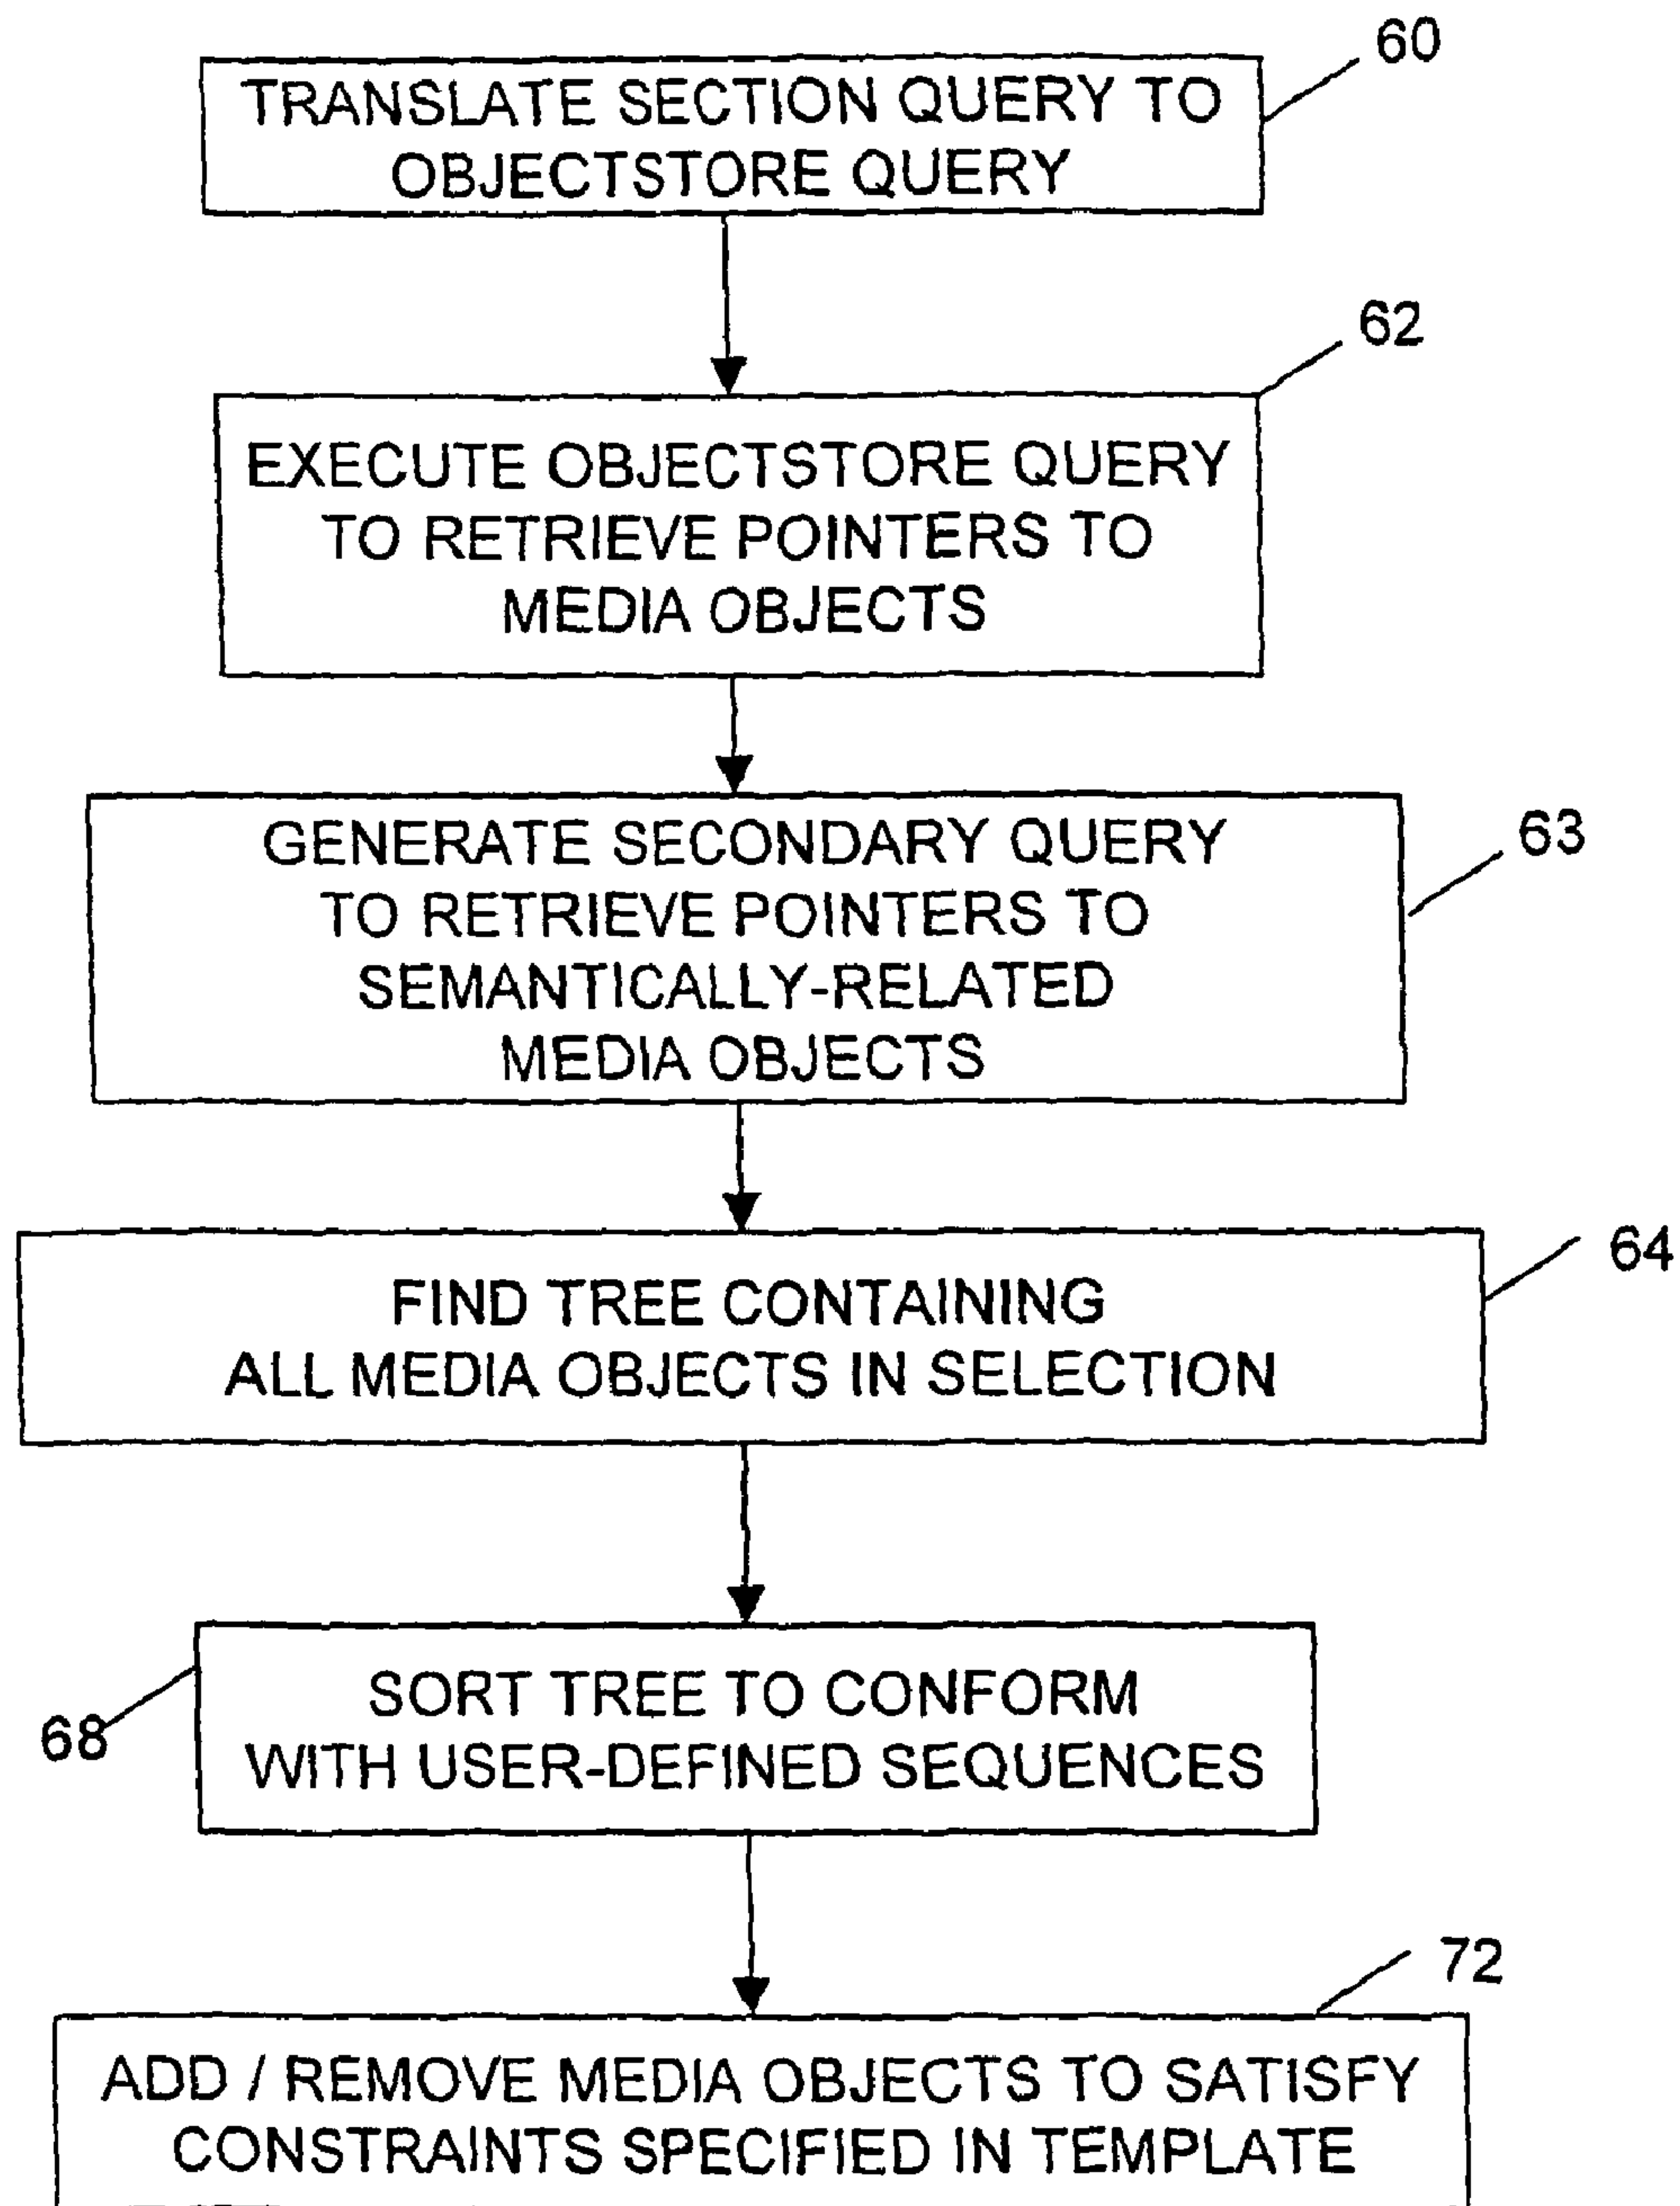 60
TRANSLATE SECTION QUERY TO
OBJECTSTORE QUERY
62
EXECUTE OBJECTSTORE QUERY
TO RETRIEVE POINTERS TO
MEDIA OBJECTS
63
GENERATE SECONDARY QUERY
TO RETRIEVE POINTERS TO
SEMANTICALLY-RELATED
MEDIA OBJECTS
64
FIND TREE CONTAINING
ALL MEDIA OBJECTS IN SELECTION
68
SORT TREE TO CONFORM
WITH USER-DEFINED SEQUENCES
72
ADD / REMOVE MEDIA OBJECTS TO SATISFY
CONSTRAINTS SPECIFIED IN TEMPLATE